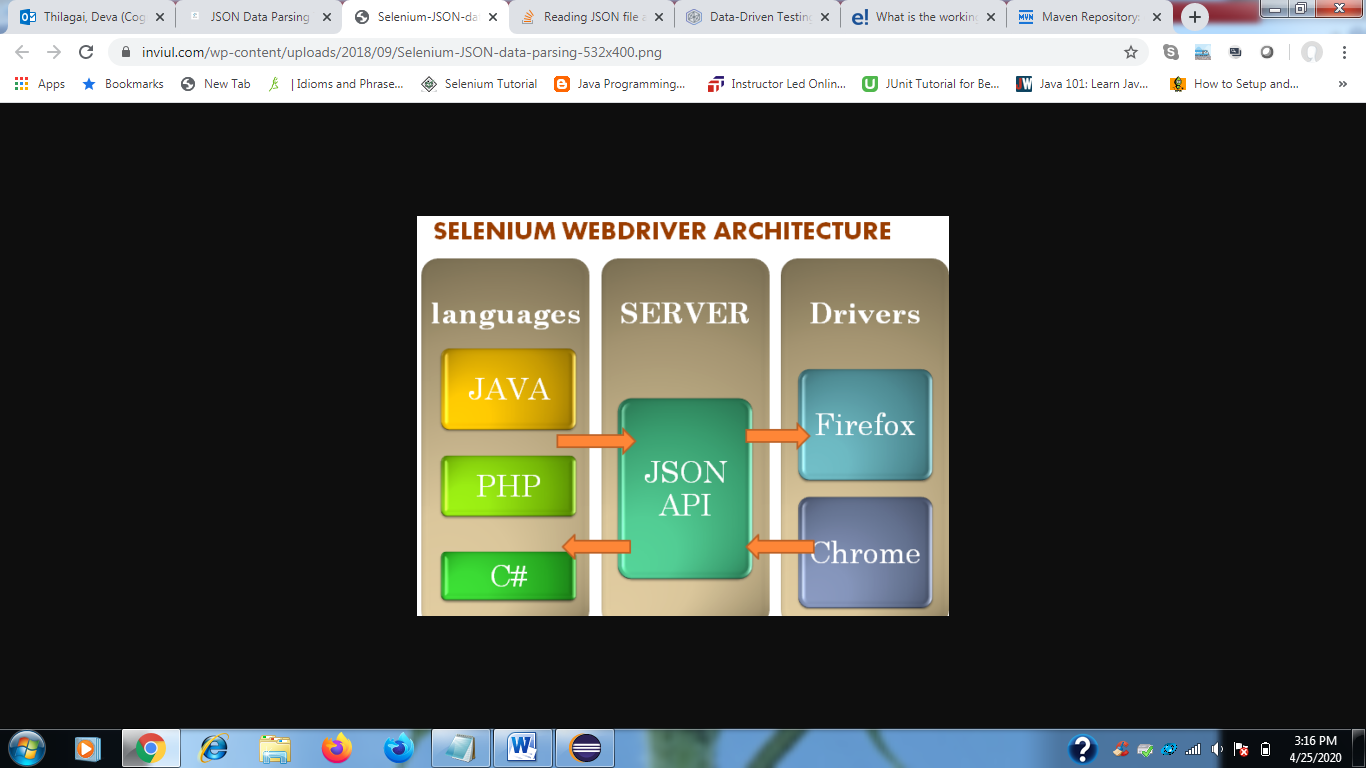 Thilagai, Deva (Cog
JSON Data Parsing
Selenium-JSON-da
Reading JSON file a
Data-Driven Testin
What is the workin
Maven Repository:
inviul.com/wp-content/uploads/2018/09/Selenium-JSON-data-parsing-532x400.png
Apps
Bookmarks
New Tab
| Idioms and Phrase...
Selenium Tutorial
Java Programming...
Instructor Led Onlin...
JUnit Tutorial for Be...
Java 101: Learn Jav...
How to Setup and...
»
SELENIUM WEBDRIVER ARCHITECTURE
languages
JAVA
PHP
C#
SERVER
JSON
API
Drivers
Firefox
Chrome
3:16 PM
4/25/2020